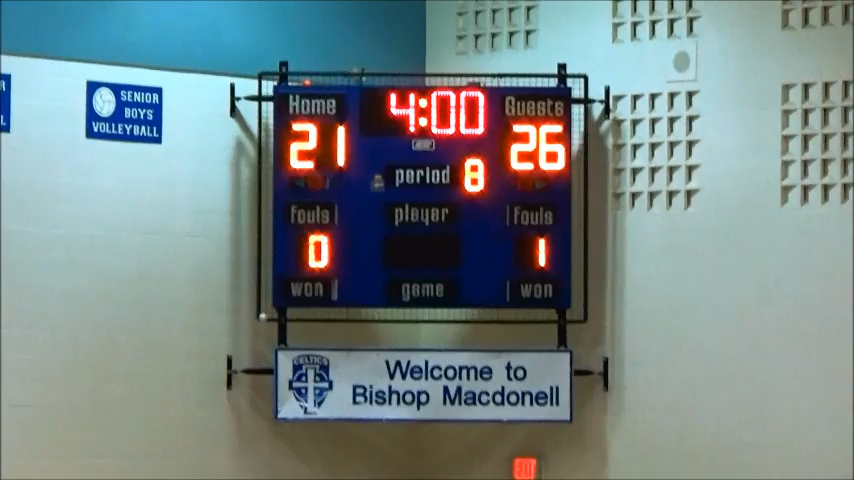 SENIOR
BOYS
VOLLEYBALL
Home 4:00 Guests
21 26
period 8
fouls player fouls
0 1
won game won
CELTICS
Welcome to
Bishop Macdonell